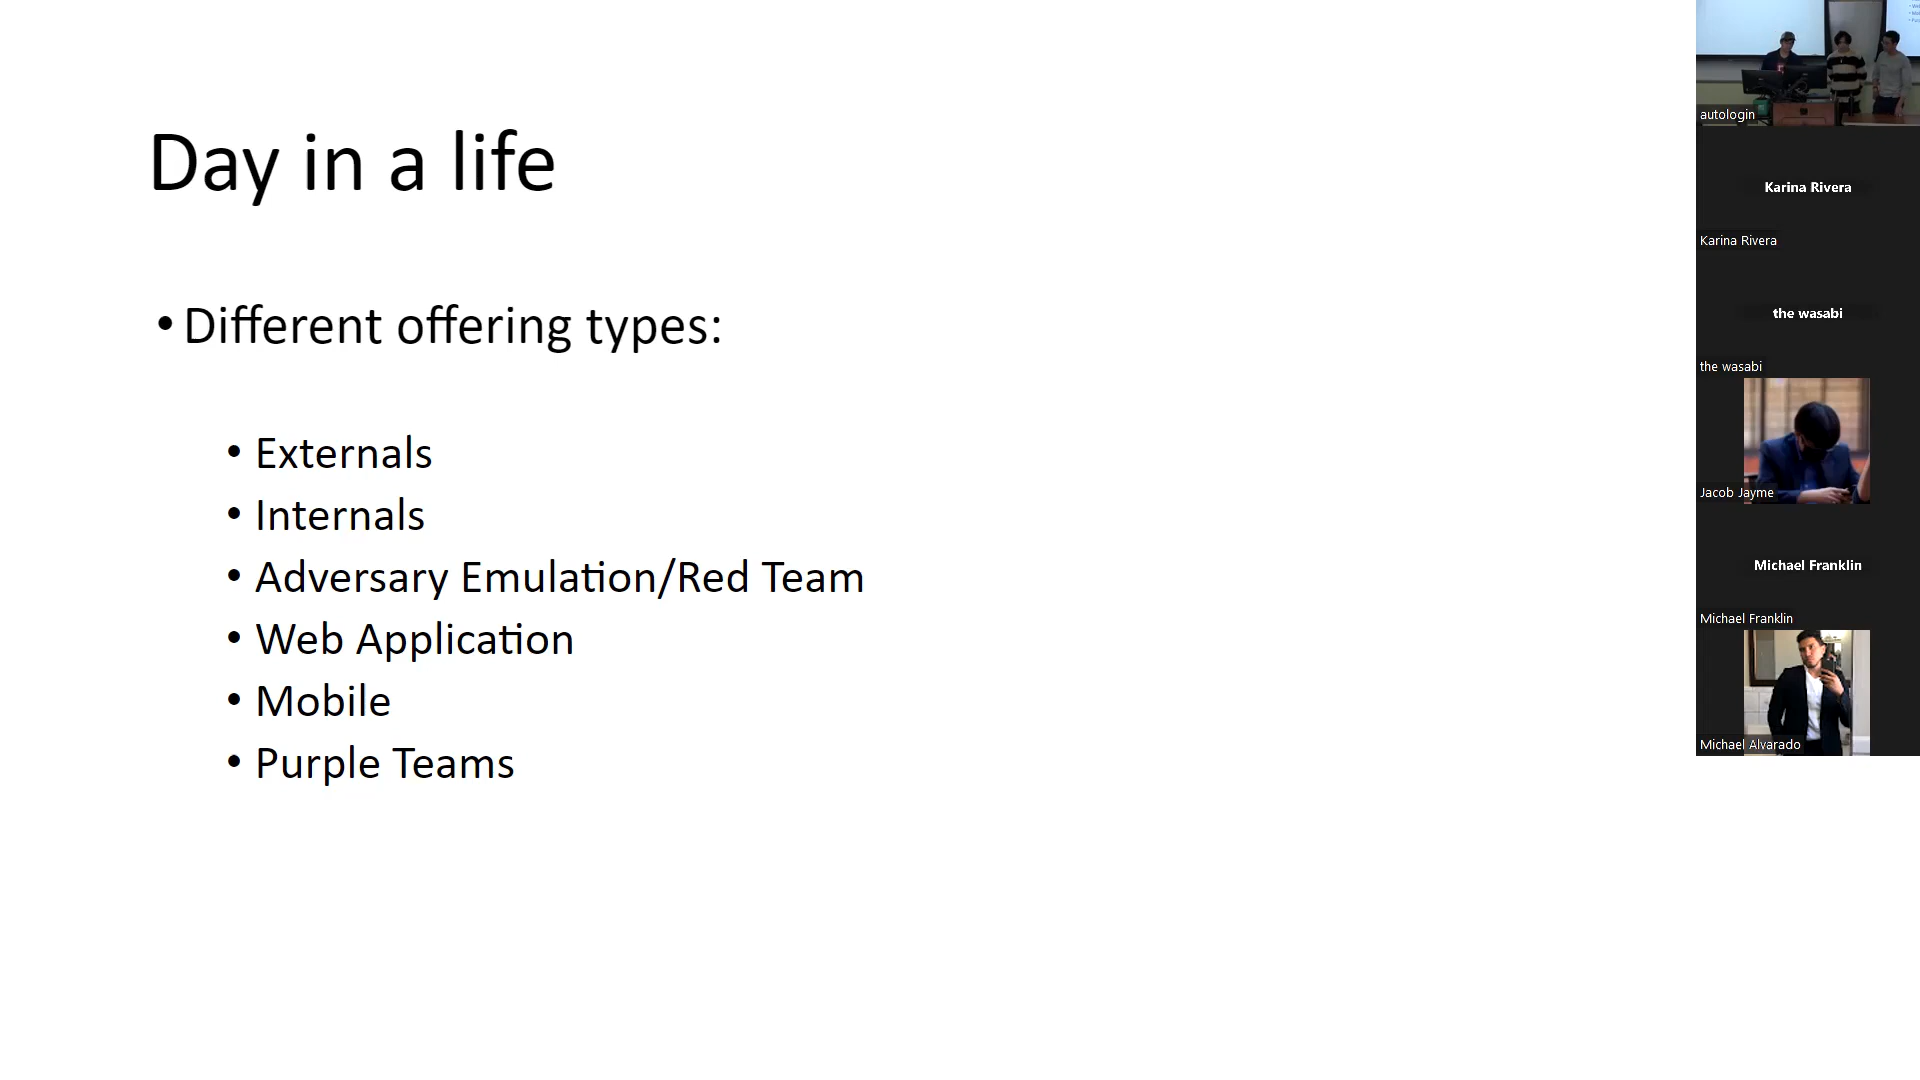 Day in a life
• Different offering types:
• Externals
• Internals
• Adversary Emulation/Red Team
• Web Application
• Mobile
• Purple Teams
autologin
Karina Rivera
Karina Rivera
the wasabi
the wasabi
Jacob Jayme
Michael Franklin
Michael Franklin
Michael Alvarado